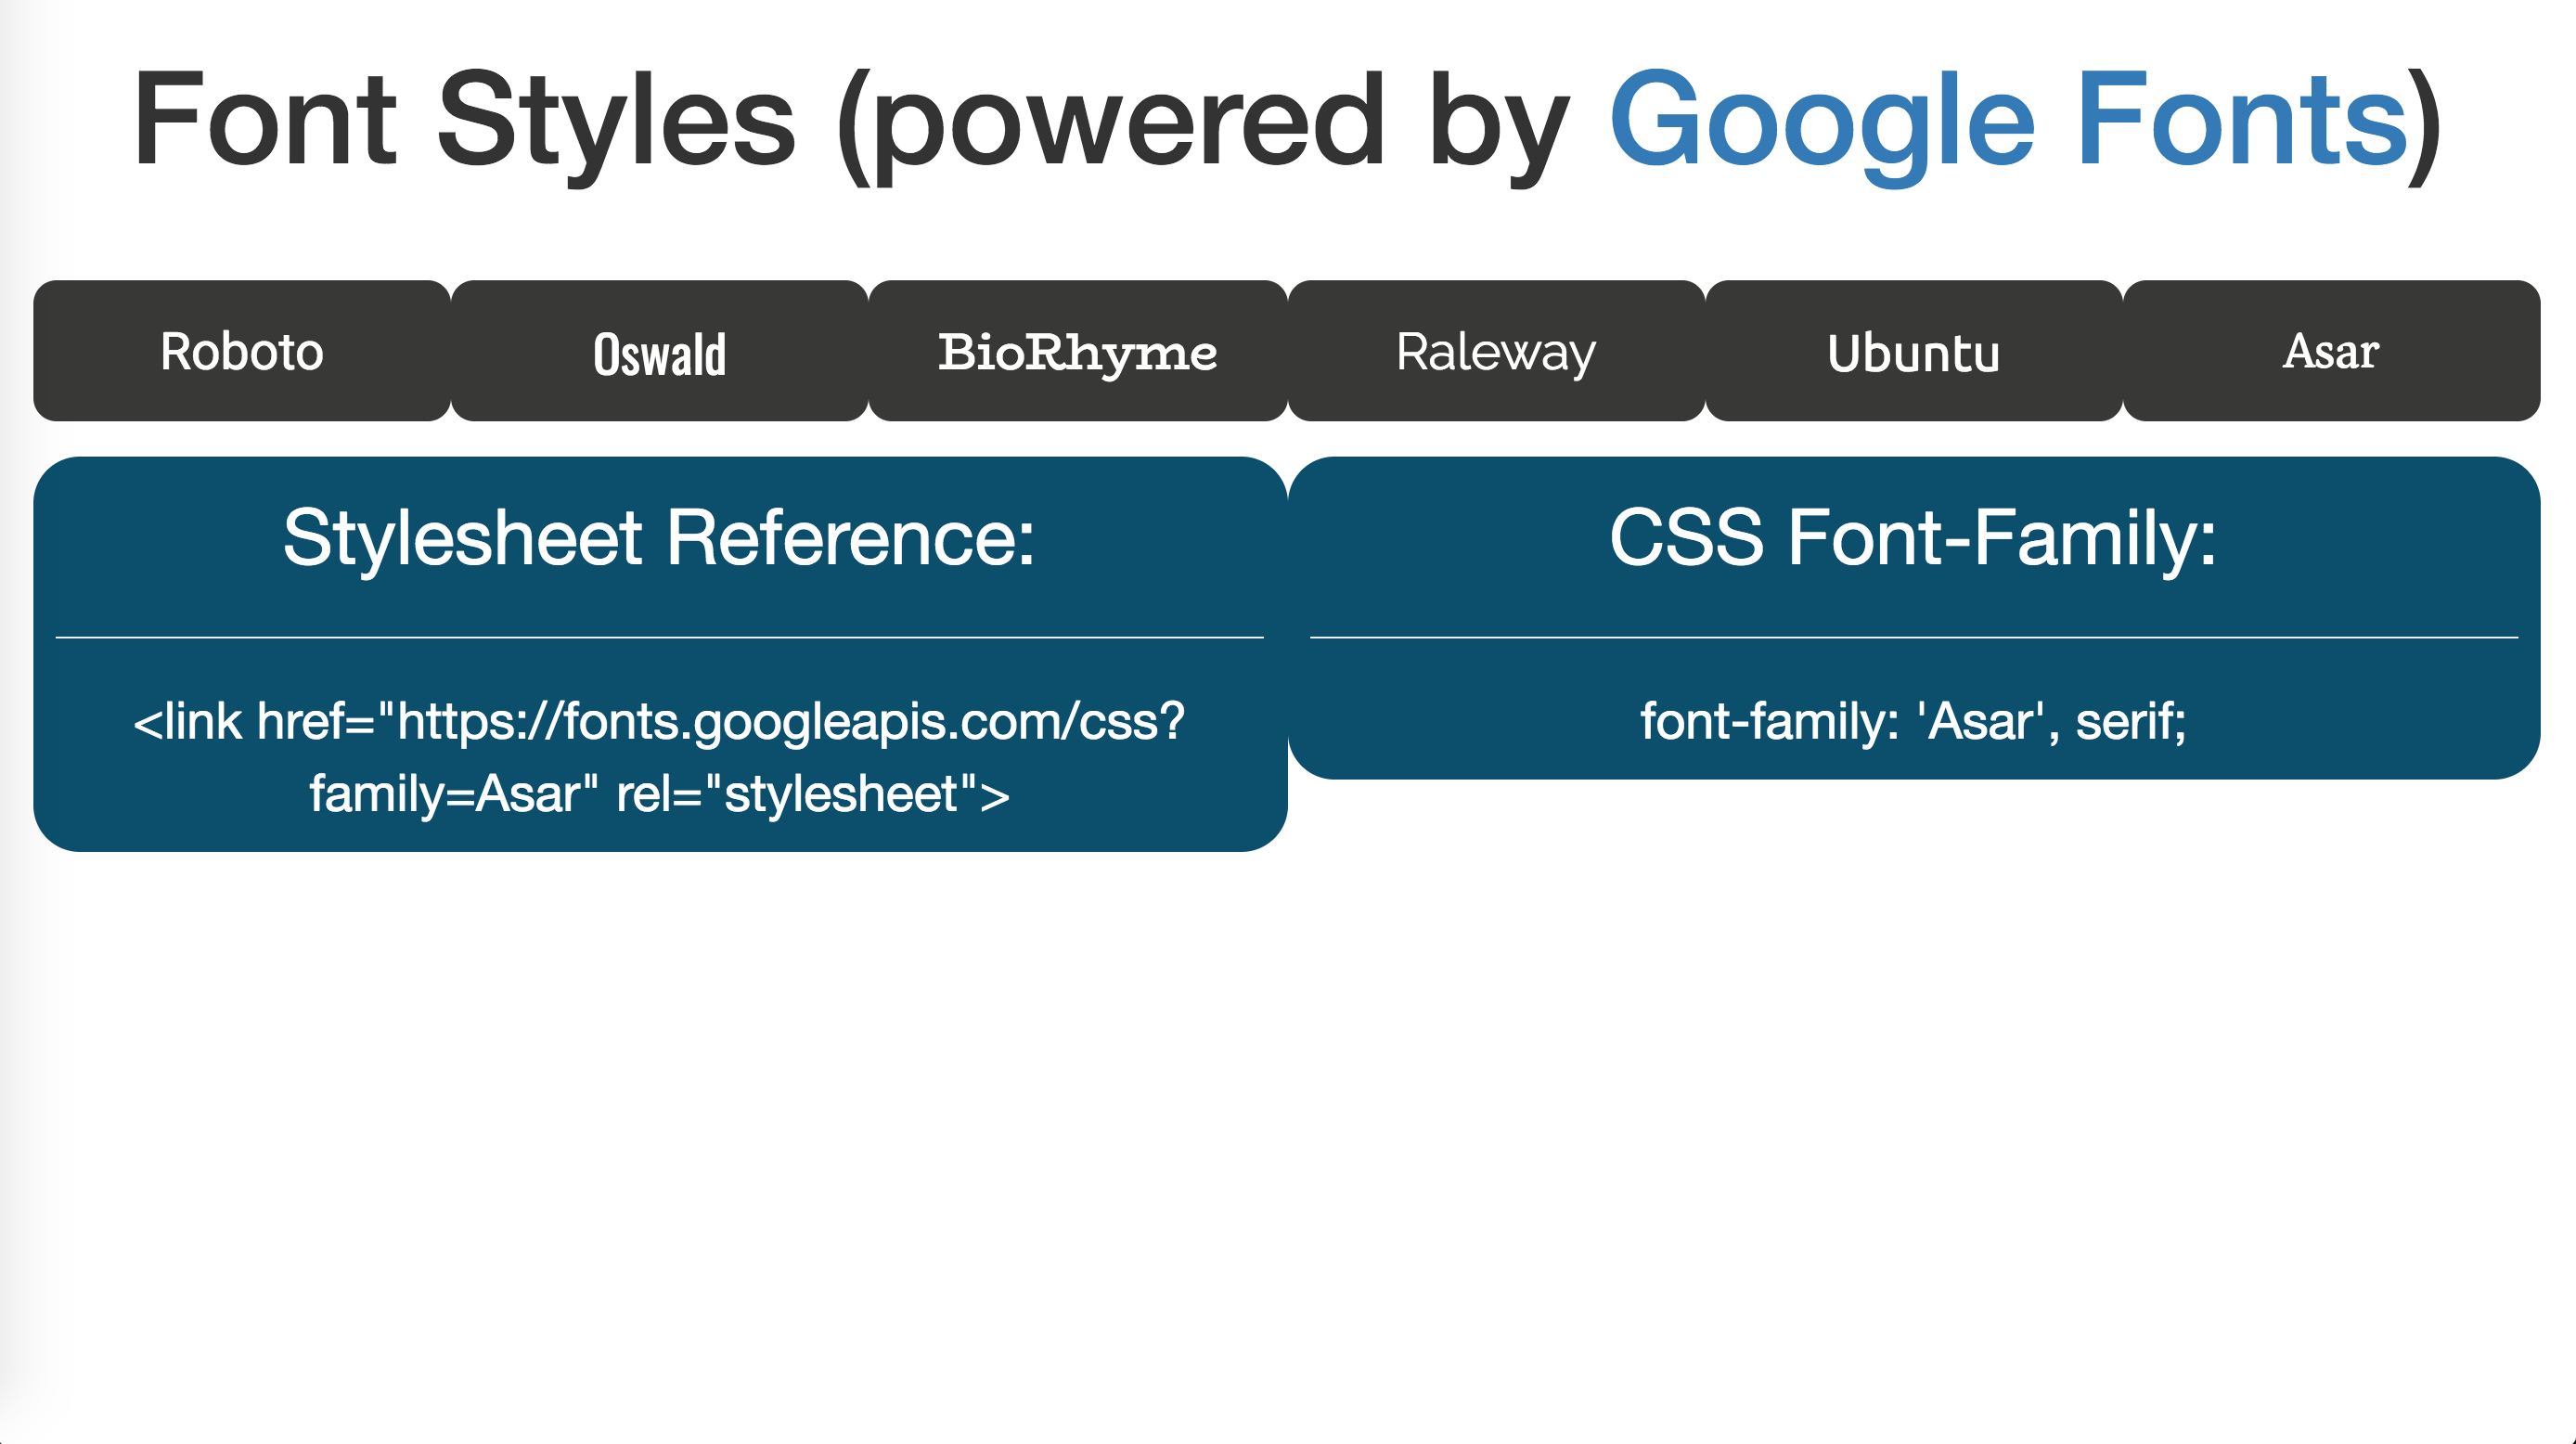 Font Styles (powered by Google Fonts)
Roboto
Oswald
BioRhyme
Raleway
Ubuntu
Asar
Stylesheet Reference:
<link href="https://fonts.googleapis.com/css?
family=Asar" rel="stylesheet">
CSS Font-Family:
font-family: 'Asar', serif;